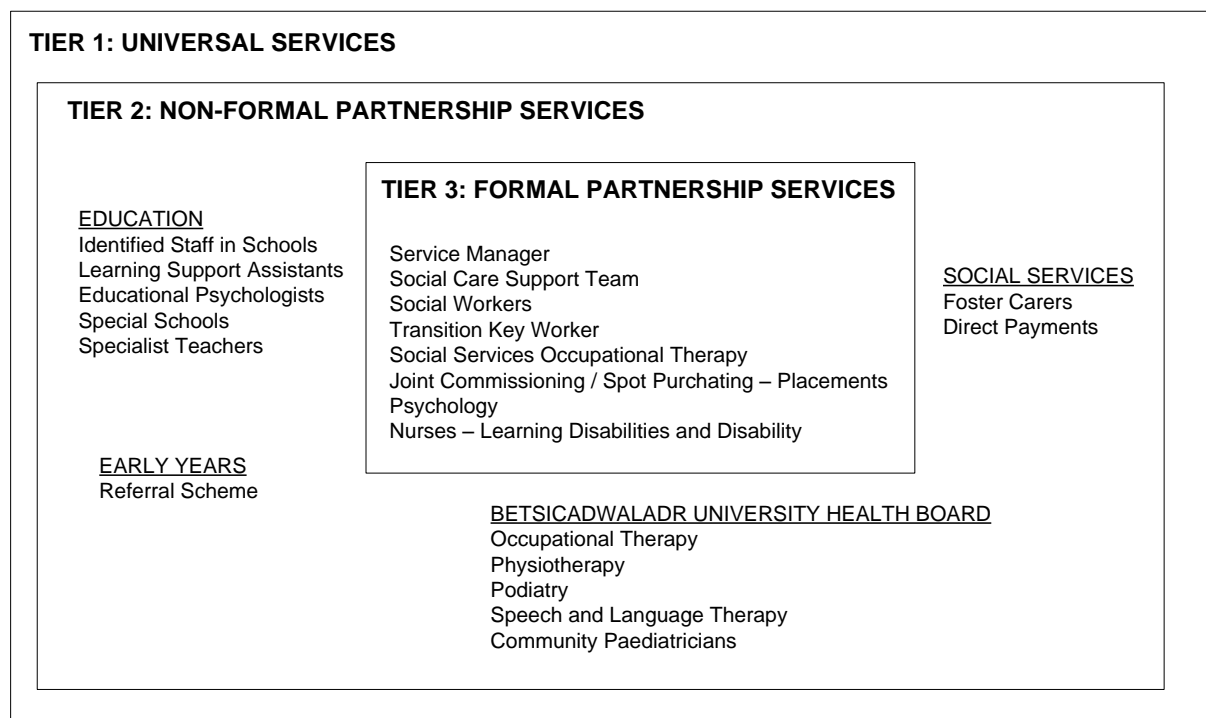 TIER 1: UNIVERSAL SERVICES
TIER 2: NON-FORMAL PARTNERSHIP SERVICES
EDUCATION
Identified Staff in Schools
Learning Support Assistants
Educational Psychologists
Special Schools
Specialist Teachers
TIER 3: FORMAL PARTNERSHIP SERVICES
Service Manager
Social Care Support Team
Social Workers
Transition Key Worker
Social Services Occupational Therapy
Joint Commissioning / Spot Purchating – Placements
Psychology
Nurses – Learning Disabilities and Disability
SOCIAL SERVICES
Foster Carers
Direct Payments
EARLY YEARS
Referral Scheme
BETSICADWALADR UNIVERSITY HEALTH BOARD
Occupational Therapy
Physiotherapy
Podiatry
Speech and Language Therapy
Community Paediatricians